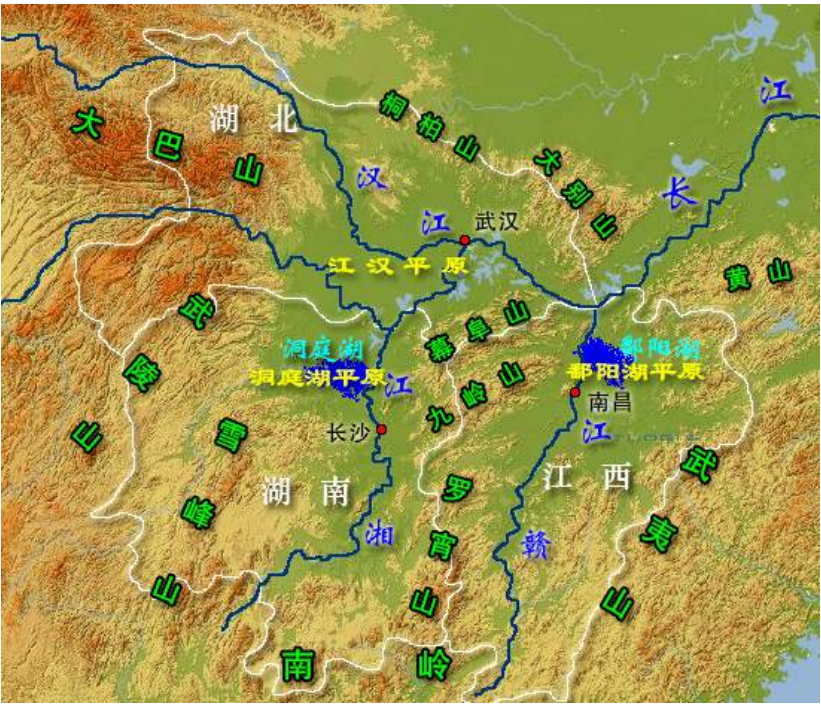 江
大巴山
湖北
桐柏山
大别山
汉江
长
武汉
江汉平原
黄山
武陵山
幕阜山
洞庭湖
鄱阳湖
洞庭湖平原
鄱阳湖平原
江
九岭山
南昌
长沙
江
雪峰山
湖南
江西
武夷山
罗霄山
湘
赣
南岭